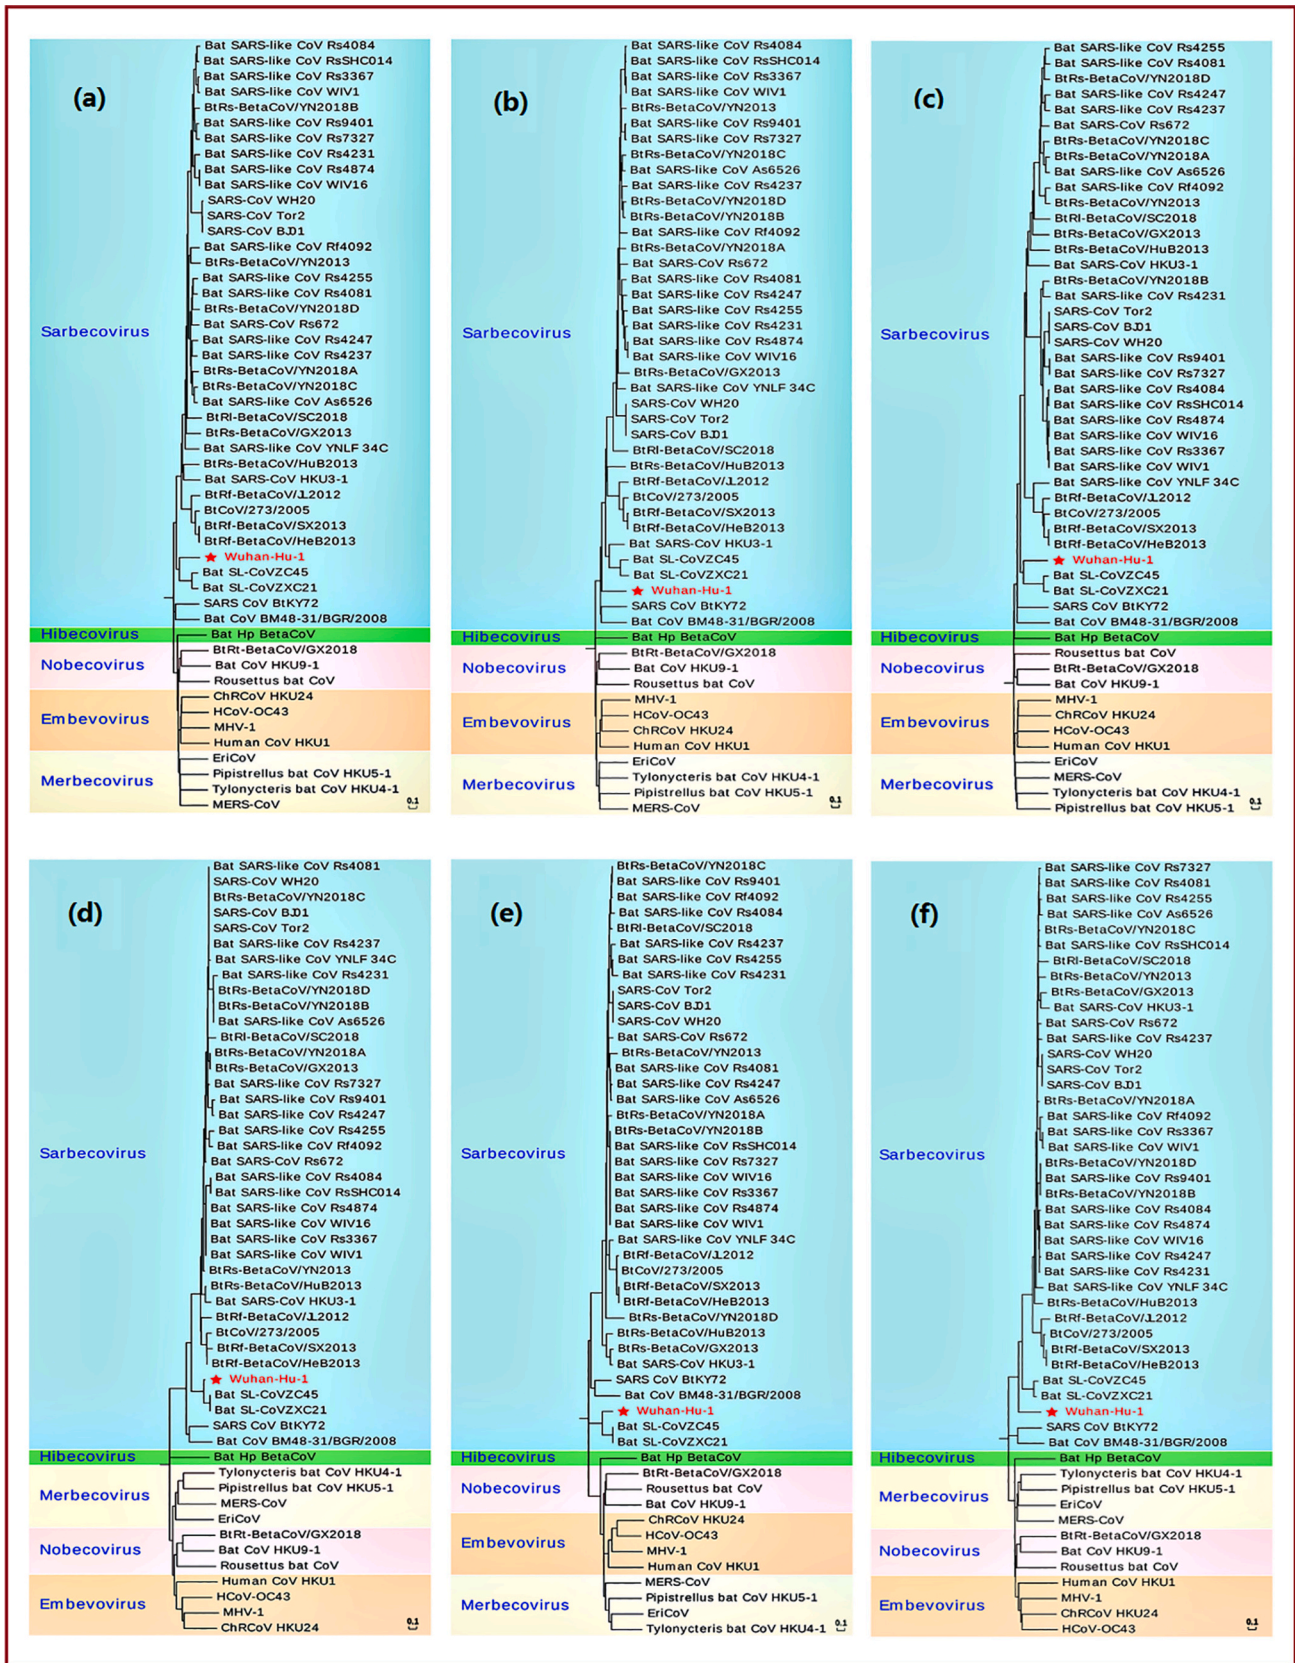 (a)
Bat SARS-like CoV Rs4084
Bat SARS-like CoV RsSHC014
Bat SARS-like CoV Rs3367
Bat SARS-like CoV WIV1
BtRs-BetaCoV/YN2018B
Bat SARS-like CoV Rs9401
Bat SARS-like CoV Rs7327
Bat SARS-like CoV Rs4231
Bat SARS-like CoV Rs4874
Bat SARS-like CoV WIV16
SARS-CoV WH20
SARS-CoV Tor2
SARS-CoV BJ01
Bat SARS-like CoV Rf4092
BtRs-BetaCoV/YN2013
Bat SARS-like CoV Rs4255
Bat SARS-like CoV Rs4081
BtRs-BetaCoV/YN2018D
Bat SARS-CoV Rs672
Bat SARS-like CoV Rs4247
Bat SARS-like CoV Rs4237
BtRs-BetaCoV/YN2018A
BtRs-BetaCoV/YN2018C
Bat SARS-like CoV As6526
BtRl-BetaCoV/SC2018
BtRs-BetaCoV/GX2013
Bat SARS-like CoV YNLF 34C
BtRs-BetaCoV/HuB2013
Bat SARS-CoV HKU3-1
BtRf-BetaCoV/JL2012
BtCoV/273/2005
BtRf-BetaCoV/SX2013
BtRf-BetaCoV/HeB2013
Wuhan-Hu-1
Bat SL-CoVZC45
Bat SL-CoVZXC21
SARS CoV BtKY72
Bat CoV BM48-31/BGR/2008
Bat Hp BetaCoV
BtRt-BetaCoV/GX2018
Bat CoV HKU9-1
Rousettus bat CoV
ChRCoV HKU24
HCoV-OC43
MHV-1
Human CoV HKU1
EriCoV
Pipistrellus bat CoV HKU5-1
Tylonycteris bat CoV HKU4-1
MERS-CoV
Sarbecovirus
Hibecovirus
Nobecovirus
Embevovirus
Merbecovirus
0.1
(b)
Bat SARS-like CoV Rs4084
Bat SARS-like CoV RsSHC014
Bat SARS-like CoV Rs3367
Bat SARS-like CoV WIV1
BtRs-BetaCoV/YN2013
Bat SARS-like CoV Rs9401
Bat SARS-like CoV Rs7327
BtRs-BetaCoV/YN2018C
Bat SARS-like CoV As6526
Bat SARS-like CoV Rs4237
BtRs-BetaCoV/YN2018D
BtRs-BetaCoV/YN2018B
Bat SARS-like CoV Rf4092
BtRs-BetaCoV/YN2018A
Bat SARS-CoV Rs672
Bat SARS-like CoV Rs4081
Bat SARS-like CoV Rs4247
Bat SARS-like CoV Rs4255
Bat SARS-like CoV Rs4231
Bat SARS-like CoV Rs4874
Bat SARS-like CoV WIV16
BtRs-BetaCoV/GX2013
Bat SARS-like CoV YNLF 34C
SARS-CoV WH20
SARS-CoV Tor2
SARS-CoV BJ01
BtRl-BetaCoV/SC2018
BtRs-BetaCoV/HuB2013
BtRf-BetaCoV/JL2012
BtCoV/273/2005
BtRf-BetaCoV/SX2013
BtRf-BetaCoV/HeB2013
Bat SARS-CoV HKU3-1
Bat SL-CoVZC45
Bat SL-CoVZXC21
Wuhan-Hu-1
SARS CoV BtKY72
Bat CoV BM48-31/BGR/2008
Bat Hp BetaCoV
BtRt-BetaCoV/GX2018
Bat CoV HKU9-1
Rousettus bat CoV
MHV-1
HCoV-OC43
ChRCoV HKU24
Human CoV HKU1
EriCoV
Tylonycteris bat CoV HKU4-1
Pipistrellus bat CoV HKU5-1
MERS-CoV
Sarbecovirus
Hibecovirus
Nobecovirus
Embevovirus
Merbecovirus
0.1
(c)
Bat SARS-like CoV Rs4255
Bat SARS-like CoV Rs4081
BtRs-BetaCoV/YN2018D
Bat SARS-like CoV Rs4247
Bat SARS-like CoV Rs4237
Bat SARS-CoV Rs672
BtRs-BetaCoV/YN2018C
BtRs-BetaCoV/YN2018A
Bat SARS-like CoV As6526
Bat SARS-like CoV Rf4092
BtRs-BetaCoV/YN2013
BtRl-BetaCoV/SC2018
BtRs-BetaCoV/GX2013
BtRs-BetaCoV/HuB2013
Bat SARS-CoV HKU3-1
BtRs-BetaCoV/YN2018B
Bat SARS-like CoV Rs4231
SARS-CoV Tor2
SARS-CoV BJ01
SARS-CoV WH20
Bat SARS-like CoV Rs9401
Bat SARS-like CoV Rs7327
Bat SARS-like CoV Rs4084
Bat SARS-like CoV RsSHC014
Bat SARS-like CoV Rs4874
Bat SARS-like CoV WIV16
Bat SARS-like CoV Rs3367
Bat SARS-like CoV WIV1
Bat SARS-like CoV YNLF 34C
BtRf-BetaCoV/JL2012
BtCoV/273/2005
BtRf-BetaCoV/SX2013
BtRf-BetaCoV/HeB2013
Wuhan-Hu-1
Bat SL-CoVZC45
Bat SL-CoVZXC21
SARS CoV BtKY72
Bat CoV BM48-31/BGR/2008
Bat Hp BetaCoV
Rousettus bat CoV
BtRt-BetaCoV/GX2018
Bat CoV HKU9-1
MHV-1
ChRCoV HKU24
HCoV-OC43
Human CoV HKU1
EriCoV
MERS-CoV
Tylonycteris bat CoV HKU4-1
Pipistrellus bat CoV HKU5-1
Sarbecovirus
Hibecovirus
Nobecovirus
Embevovirus
Merbecovirus
0.1
(d)
Bat SARS-like CoV Rs4081
SARS-CoV WH20
BtRs-BetaCoV/YN2018C
SARS-CoV BJ01
SARS-CoV Tor2
Bat SARS-like CoV Rs4237
Bat SARS-like CoV YNLF 34C
Bat SARS-like CoV Rs4231
BtRs-BetaCoV/YN2018D
BtRs-BetaCoV/YN2018B
Bat SARS-like CoV As6526
BtRl-BetaCoV/SC2018
BtRs-BetaCoV/YN2018A
BtRs-BetaCoV/GX2013
Bat SARS-like CoV Rs7327
Bat SARS-like CoV Rs9401
Bat SARS-like CoV Rs4247
Bat SARS-like CoV Rs4255
Bat SARS-like CoV Rf4092
Bat SARS-CoV Rs672
Bat SARS-like CoV Rs4084
Bat SARS-like CoV RsSHC014
Bat SARS-like CoV Rs4874
Bat SARS-like CoV WIV16
Bat SARS-like CoV Rs3367
Bat SARS-like CoV WIV1
BtRs-BetaCoV/YN2013
BtRs-BetaCoV/HuB2013
Bat SARS-CoV HKU3-1
BtRf-BetaCoV/JL2012
BtCoV/273/2005
BtRf-BetaCoV/SX2013
BtRf-BetaCoV/HeB2013
Wuhan-Hu-1
Bat SL-CoVZC45
Bat SL-CoVZXC21
SARS CoV BtKY72
Bat CoV BM48-31/BGR/2008
Bat Hp BetaCoV
Tylonycteris bat CoV HKU4-1
Pipistrellus bat CoV HKU5-1
MERS-CoV
EriCoV
BtRt-BetaCoV/GX2018
Bat CoV HKU9-1
Rousettus bat CoV
Human CoV HKU1
HCoV-OC43
MHV-1
ChRCoV HKU24
Sarbecovirus
Hibecovirus
Merbecovirus
Nobecovirus
Embevovirus
0.1
(e)
BtRs-BetaCoV/YN2018C
Bat SARS-like CoV Rs9401
Bat SARS-like CoV Rf4092
Bat SARS-like CoV Rs4084
BtRl-BetaCoV/SC2018
Bat SARS-like CoV Rs4237
Bat SARS-like CoV Rs4255
Bat SARS-like CoV Rs4231
SARS-CoV Tor2
SARS-CoV BJ01
SARS-CoV WH20
Bat SARS-CoV Rs672
BtRs-BetaCoV/YN2013
Bat SARS-like CoV Rs4081
Bat SARS-like CoV Rs4247
Bat SARS-like CoV As6526
BtRs-BetaCoV/YN2018A
BtRs-BetaCoV/YN2018B
Bat SARS-like CoV RsSHC014
Bat SARS-like CoV Rs7327
Bat SARS-like CoV WIV16
Bat SARS-like CoV Rs3367
Bat SARS-like CoV Rs4874
Bat SARS-like CoV WIV1
Bat SARS-like CoV YNLF 34C
BtRf-BetaCoV/JL2012
BtCoV/273/2005
BtRf-BetaCoV/SX2013
BtRf-BetaCoV/HeB2013
BtRs-BetaCoV/YN2018D
BtRs-BetaCoV/HuB2013
BtRs-BetaCoV/GX2013
Bat SARS-CoV HKU3-1
SARS CoV BtKY72
Bat CoV BM48-31/BGR/2008
Wuhan-Hu-1
Bat SL-CoVZC45
Bat SL-CoVZXC21
Bat Hp BetaCoV
BtRt-BetaCoV/GX2018
Rousettus bat CoV
Bat CoV HKU9-1
ChRCoV HKU24
HCoV-OC43
MHV-1
Human CoV HKU1
MERS-CoV
Pipistrellus bat CoV HKU5-1
EriCoV
Tylonycteris bat CoV HKU4-1
Sarbecovirus
Hibecovirus
Nobecovirus
Embevovirus
Merbecovirus
0.1
(f)
Bat SARS-like CoV Rs7327
Bat SARS-like CoV Rs4081
Bat SARS-like CoV Rs4255
Bat SARS-like CoV As6526
BtRs-BetaCoV/YN2018C
Bat SARS-like CoV RsSHC014
BtRl-BetaCoV/SC2018
BtRs-BetaCoV/YN2013
BtRs-BetaCoV/GX2013
Bat SARS-CoV HKU3-1
Bat SARS-CoV Rs672
Bat SARS-like CoV Rs4237
SARS-CoV WH20
SARS-CoV Tor2
SARS-CoV BJ01
BtRs-BetaCoV/YN2018A
Bat SARS-like CoV Rf4092
Bat SARS-like CoV Rs3367
Bat SARS-like CoV WIV1
BtRs-BetaCoV/YN2018D
Bat SARS-like CoV Rs9401
BtRs-BetaCoV/YN2018B
Bat SARS-like CoV Rs4084
Bat SARS-like CoV Rs4874
Bat SARS-like CoV WIV16
Bat SARS-like CoV Rs4247
Bat SARS-like CoV Rs4231
Bat SARS-like CoV YNLF 34C
BtRs-BetaCoV/HuB2013
BtRf-BetaCoV/JL2012
BtCoV/273/2005
BtRf-BetaCoV/SX2013
BtRf-BetaCoV/HeB2013
Bat SL-CoVZC45
Bat SL-CoVZXC21
Wuhan-Hu-1
SARS CoV BtKY72
Bat CoV BM48-31/BGR/2008
Bat Hp BetaCoV
Tylonycteris bat CoV HKU4-1
Pipistrellus bat CoV HKU5-1
EriCoV
MERS-CoV
BtRt-BetaCoV/GX2018
Bat CoV HKU9-1
Rousettus bat CoV
Human CoV HKU1
MHV-1
ChRCoV HKU24
HCoV-OC43
Sarbecovirus
Hibecovirus
Merbecovirus
Nobecovirus
Embevovirus
0.1